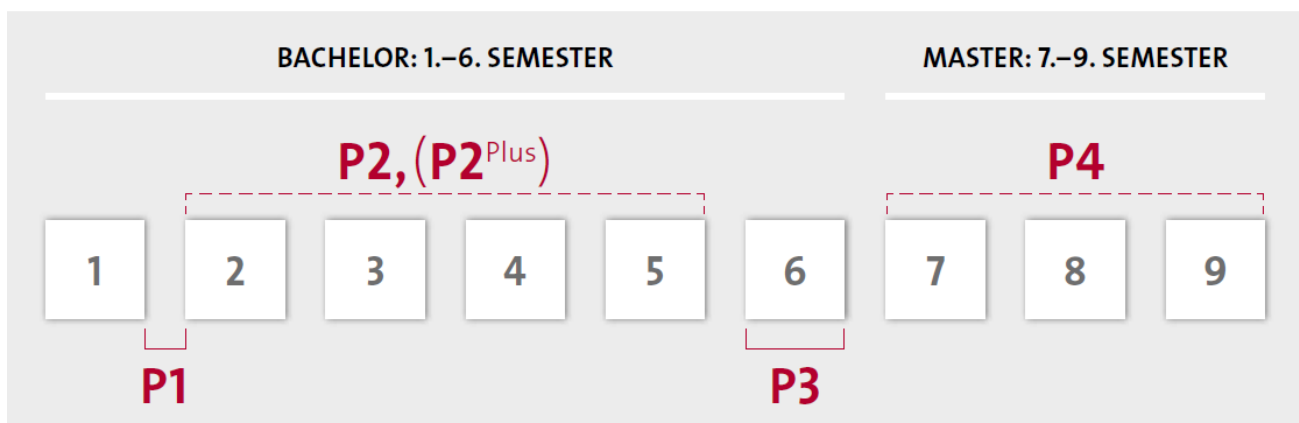 BACHELOR: 1.–6. SEMESTER MASTER: 7.–9. SEMESTER
P2, (P2Plus) P4
1 2 3 4 5 6 7 8 9
P1 P3